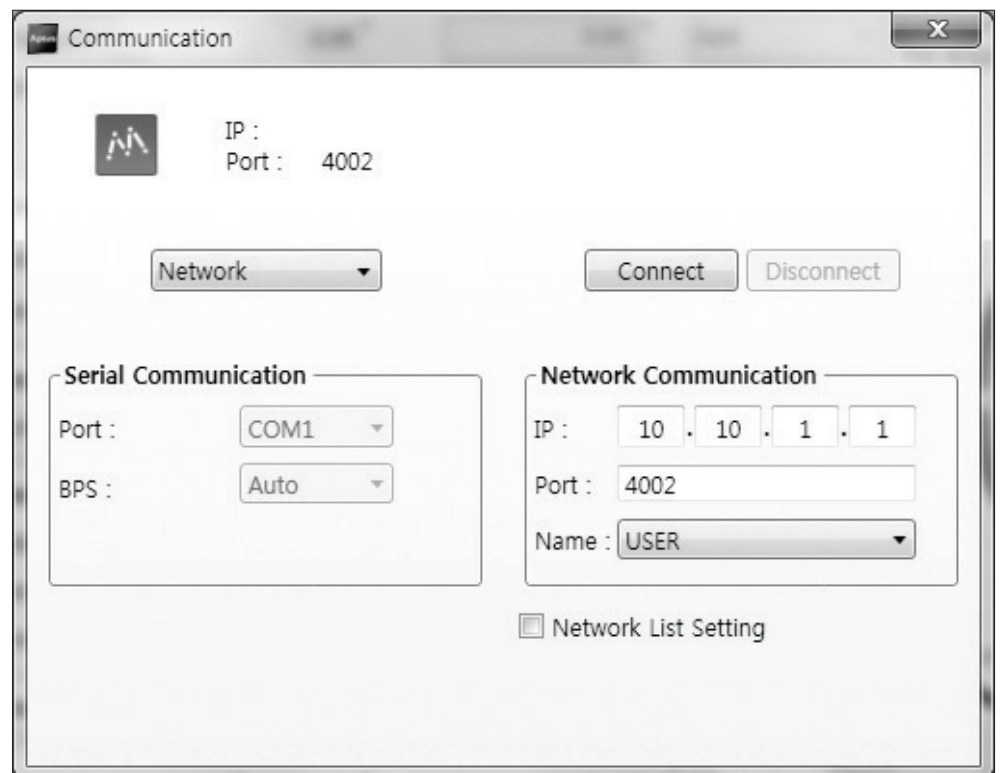 Communication
IP :
Port : 4002
Network
Connect Disconnect
Serial Communication
Port : COM1
BPS : Auto
Network Communication
IP : 10 . 10 . 1 . 1
Port : 4002
Name : USER
Network List Setting